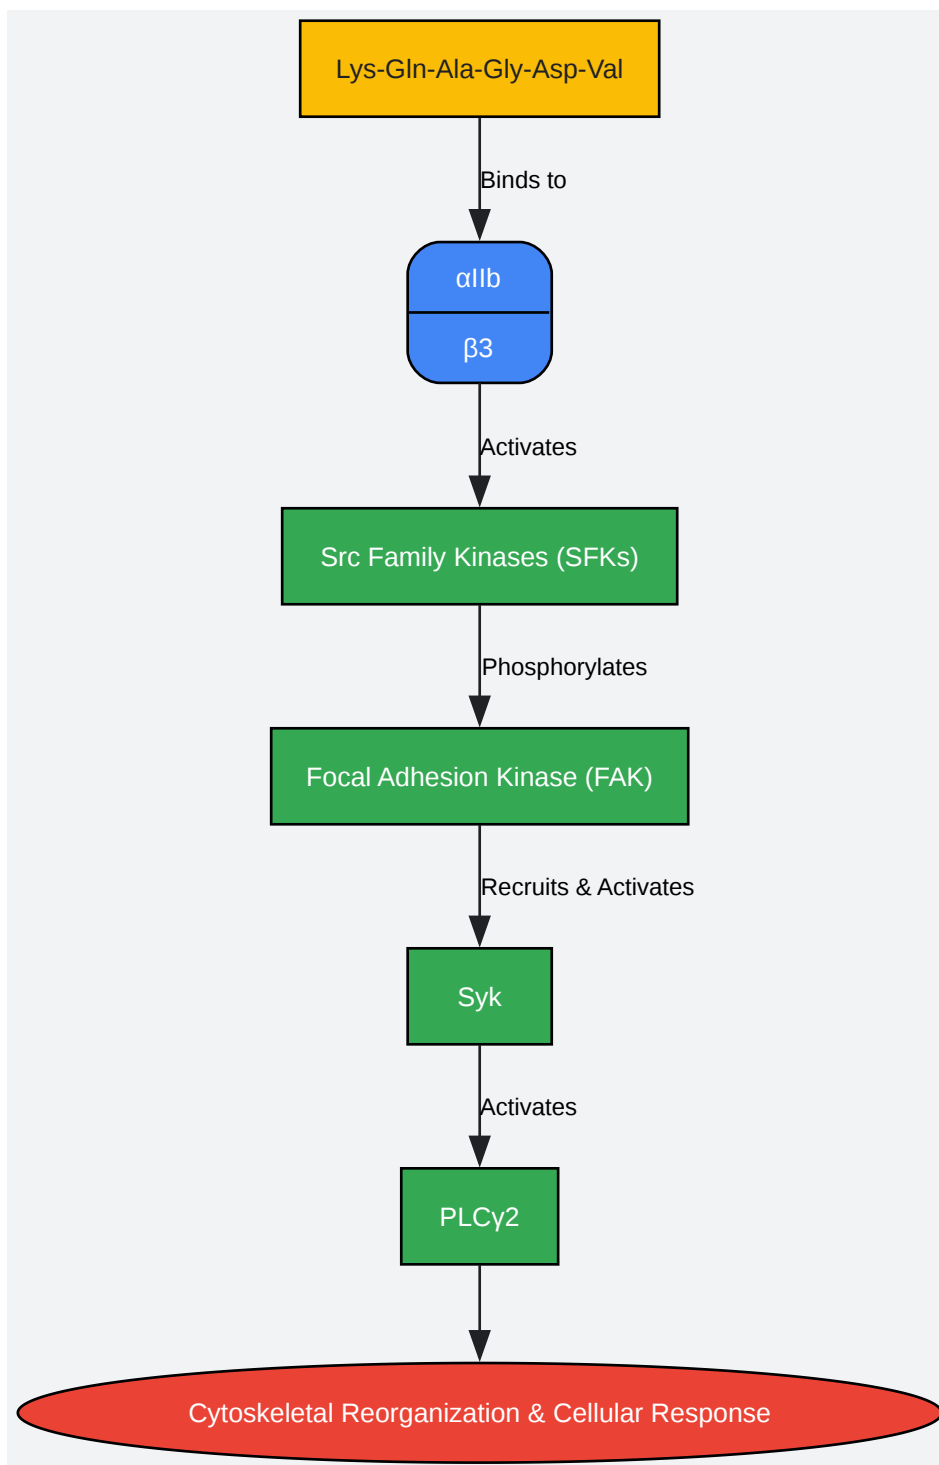 Lys-Gln-Ala-Gly-Asp-Val
Binds to
αIIb
β3
Activates
Src Family Kinases (SFKs)
Phosphorylates
Focal Adhesion Kinase (FAK)
Recruits & Activates
Syk
Activates
PLCγ2
Cytoskeletal Reorganization & Cellular Response